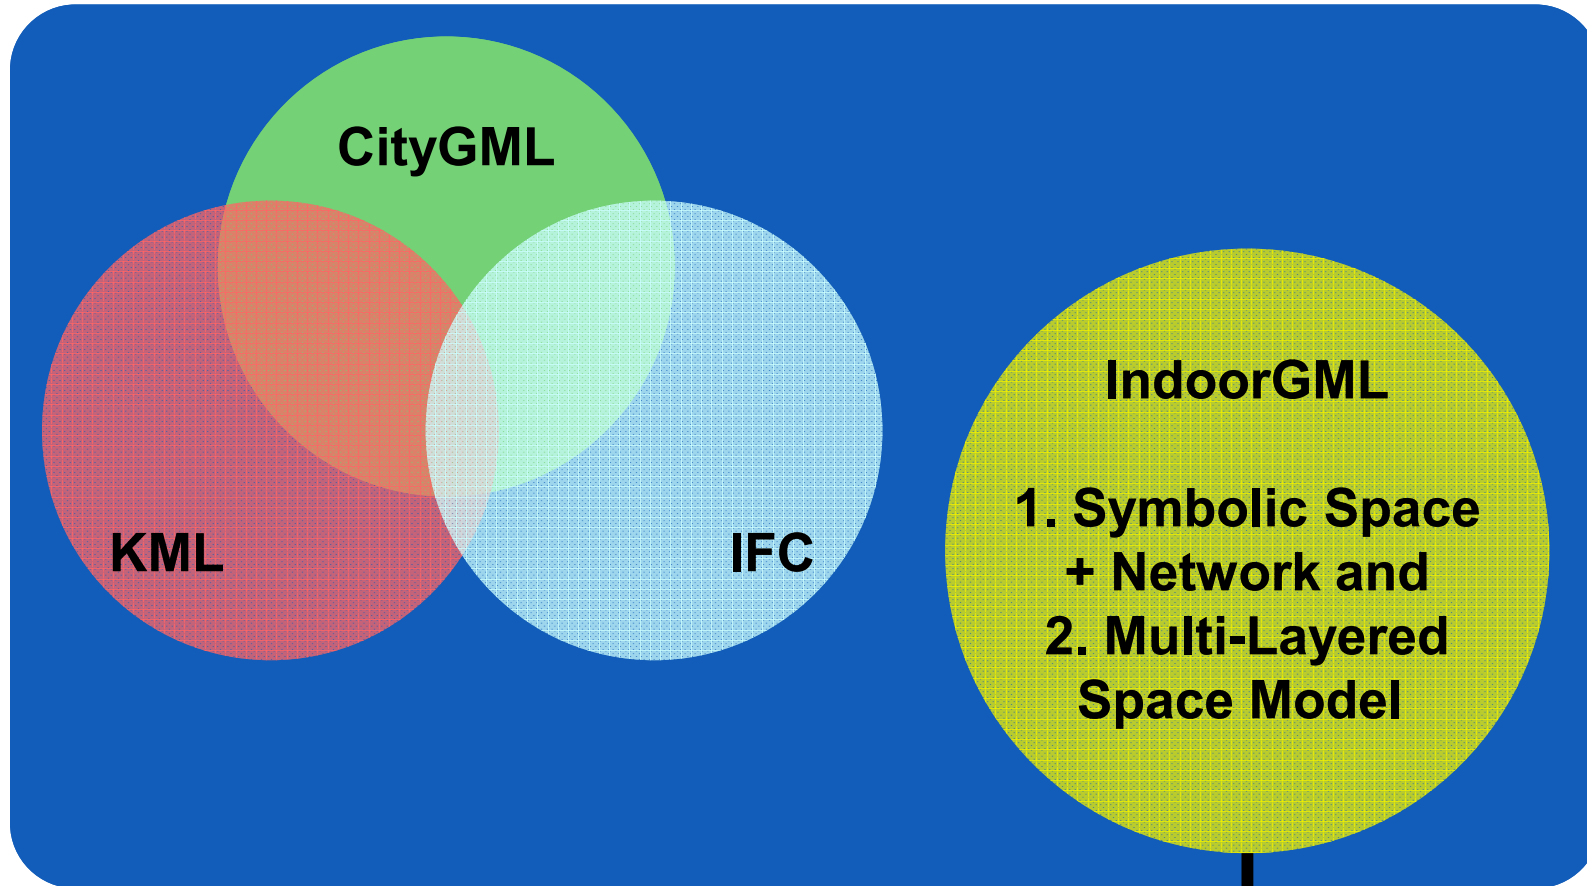 CityGML
KML
IFC
IndoorGML
1. Symbolic Space
+ Network and
2. Multi-Layered
Space Model